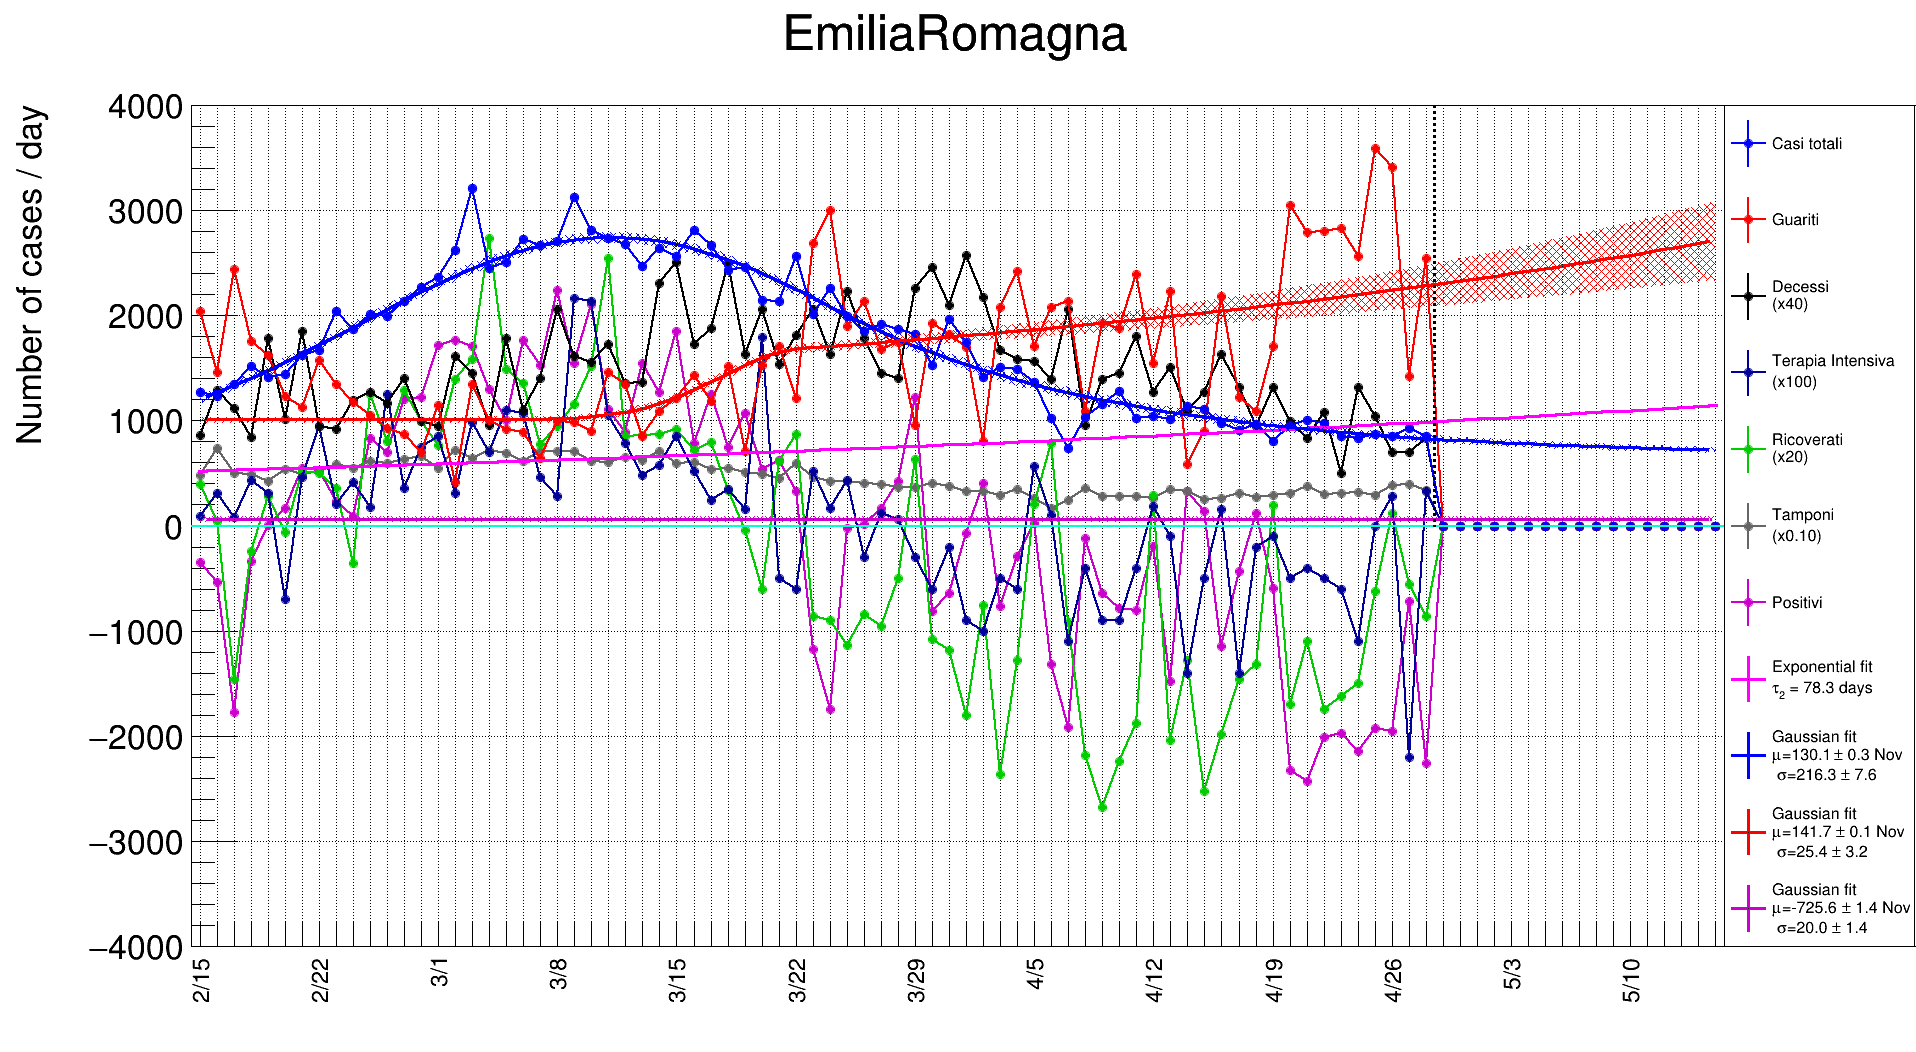 EmiliaRomagna
Number of cases / day
4000
3000
2000
1000
0
−1000
−2000
−3000
−4000
2/15
2/22
3/1
3/8
3/15
3/22
3/29
4/5
4/12
4/19
4/26
5/3
5/10
Casi totali
Guariti
Decessi
(x40)
Terapia Intensiva
(x100)
Ricoverati
(x20)
Tamponi
(x0.10)
Positivi
Exponential fit
τ2 = 78.3 days
Gaussian fit
μ=130.1 ± 0.3 Nov
σ=216.3 ± 7.6
Gaussian fit
μ=141.7 ± 0.1 Nov
σ=25.4 ± 3.2
Gaussian fit
μ=-725.6 ± 1.4 Nov
σ=20.0 ± 1.4